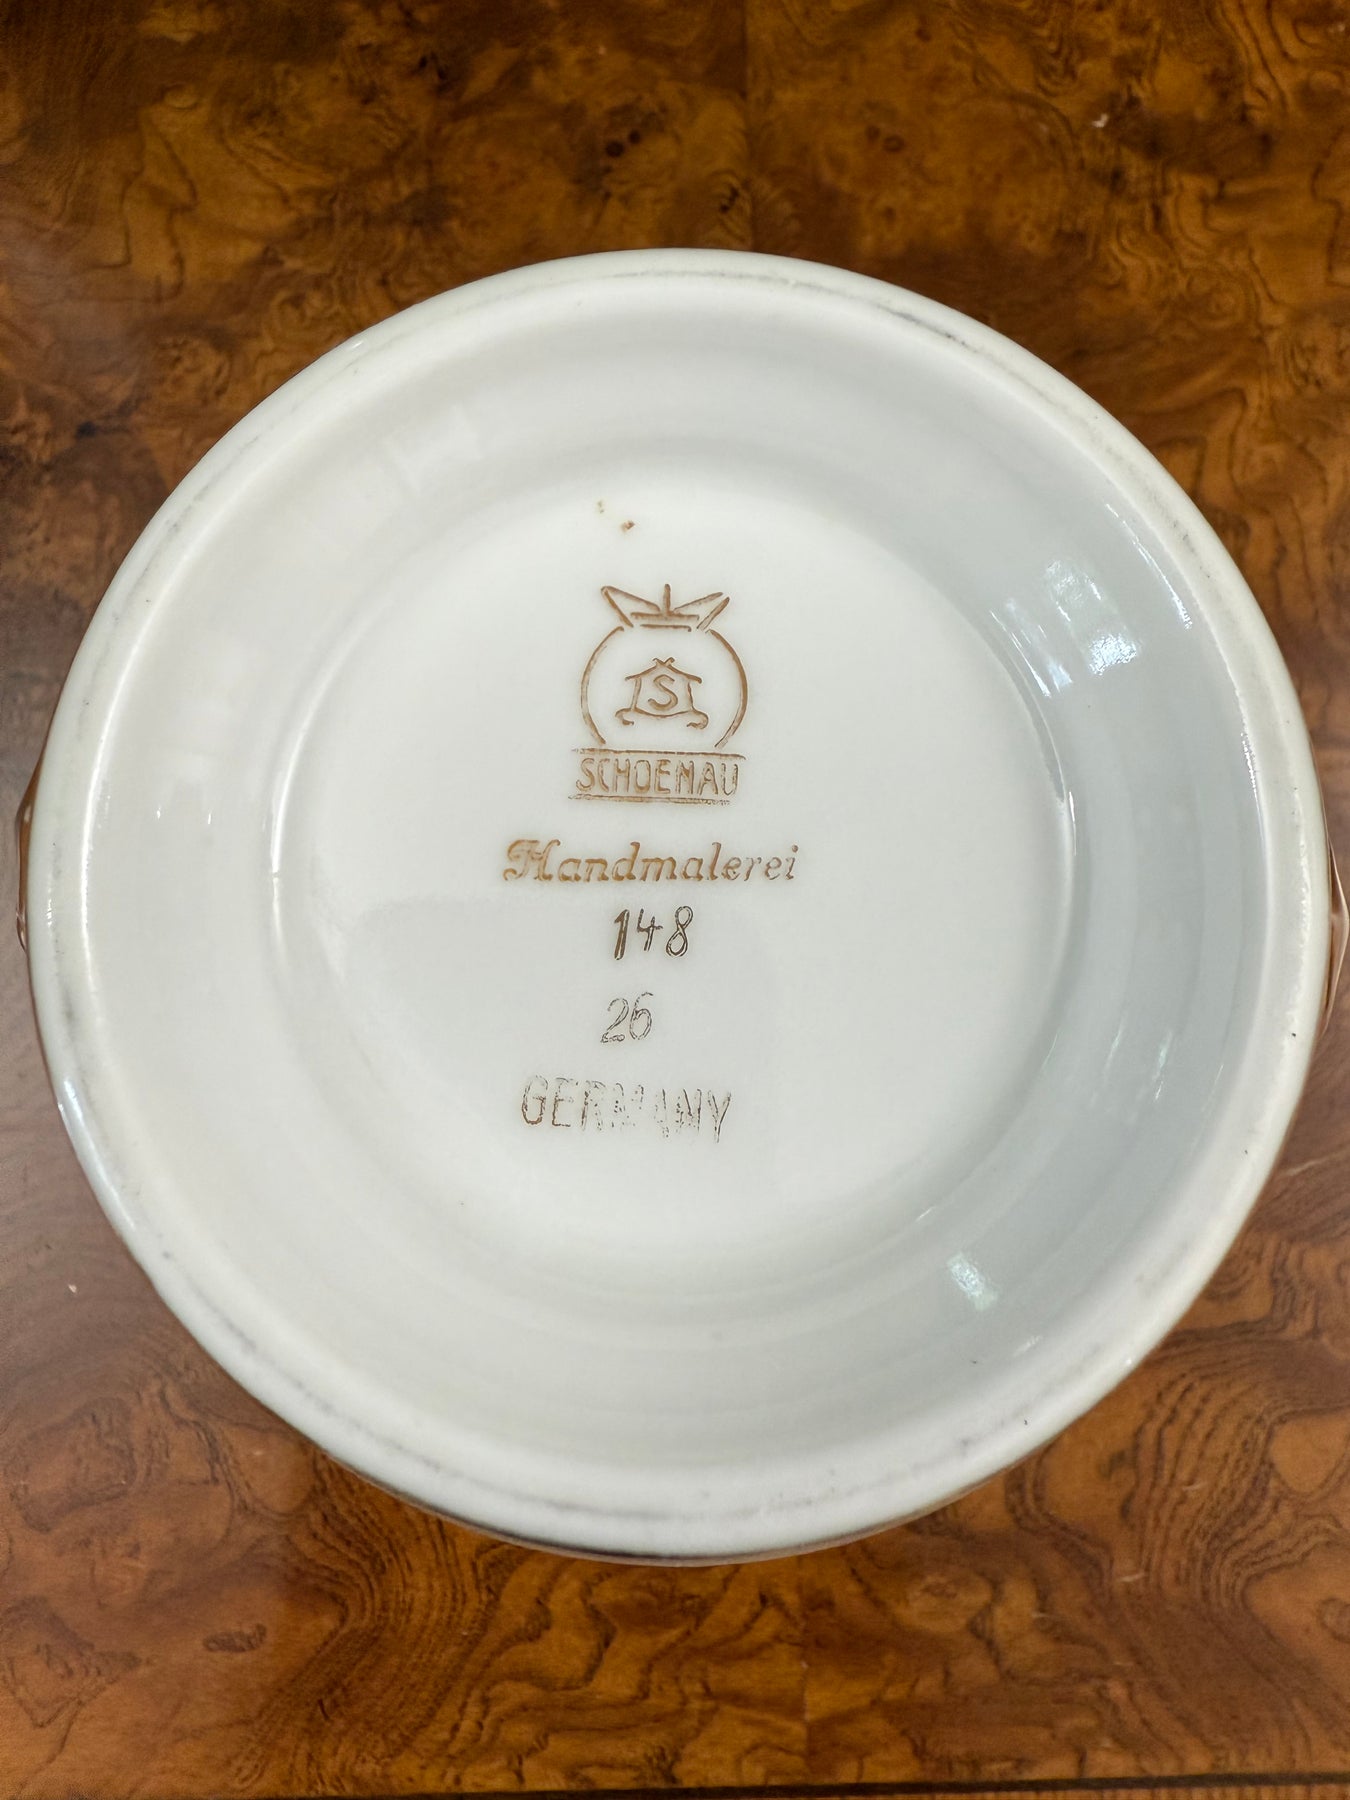 S
SCHOENAU
Handmalerei
148
26
GERMANY